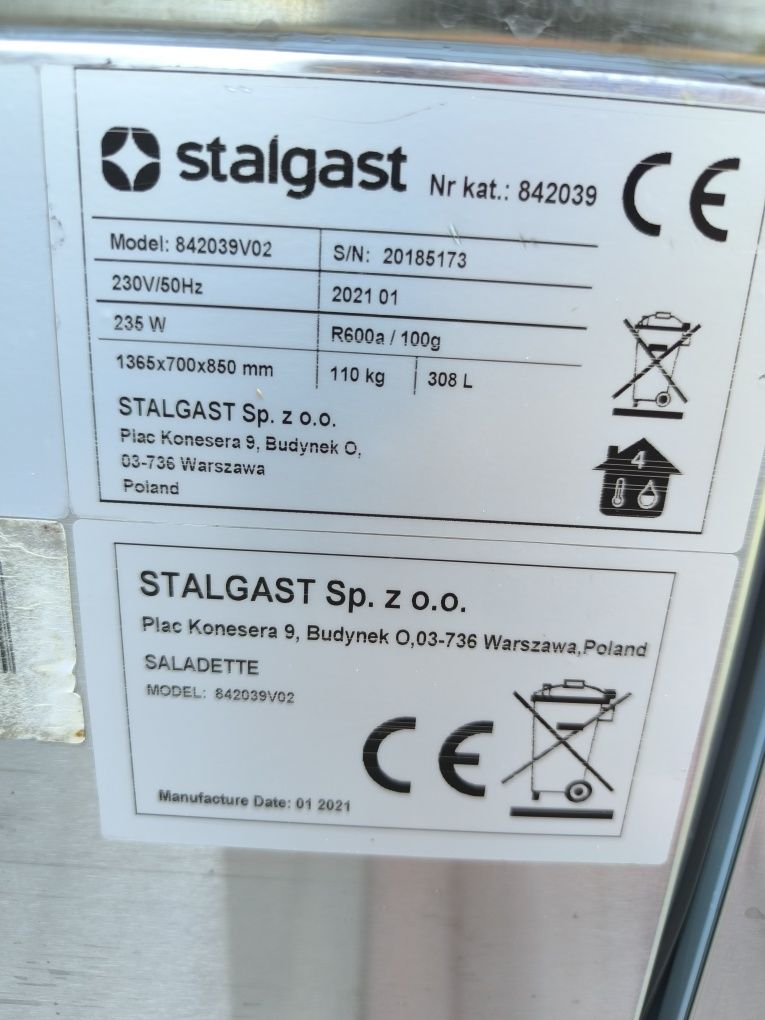 stalgast Nr kat.: 842039
Model: 842039V02 S/N: 20185173
230V/50Hz 2021 01
235 W R600a / 100g
1365x700x850 mm 110 kg 308 L
STALGAST Sp. z o.o.
Plac Konesera 9, Budynek O,
03-736 Warszawa
Poland
4
STALGAST Sp. z o.o.
Plac Konesera 9, Budynek O,03-736 Warszawa,Poland
SALADETTE
MODEL: 842039V02
CE
CE
Manufacture Date: 01 2021